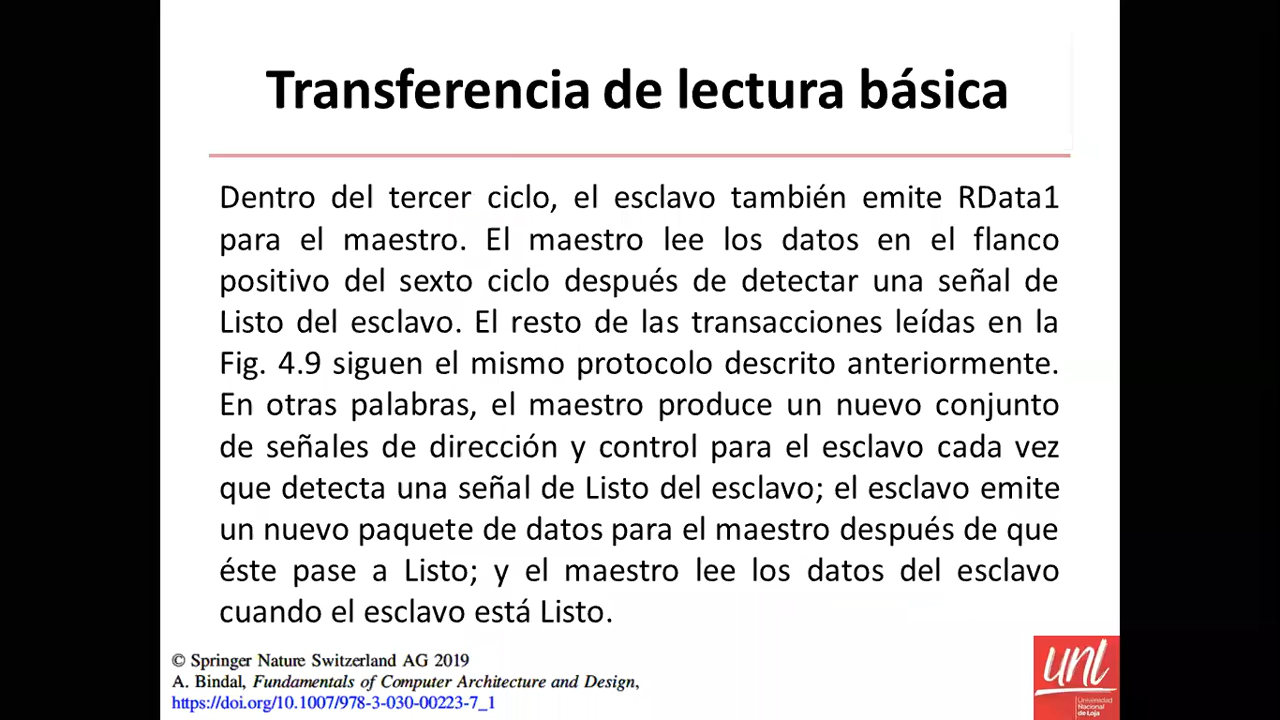 Transferencia de lectura básica
Dentro del tercer ciclo, el esclavo también emite RData1
para el maestro. El maestro lee los datos en el flanco
positivo del sexto ciclo después de detectar una señal de
Listo del esclavo. El resto de las transacciones leídas en la
Fig. 4.9 siguen el mismo protocolo descrito anteriormente.
En otras palabras, el maestro produce un nuevo conjunto
de señales de dirección y control para el esclavo cada vez
que detecta una señal de Listo del esclavo; el esclavo emite
un nuevo paquete de datos para el maestro después de que
éste pase a Listo; y el maestro lee los datos del esclavo
cuando el esclavo está Listo.
© Springer Nature Switzerland AG 2019
A. Bindal, Fundamentals of Computer Architecture and Design,
https://doi.org/10.1007/978-3-030-00223-7_1
unl
Universidad
Nacional
de Loja